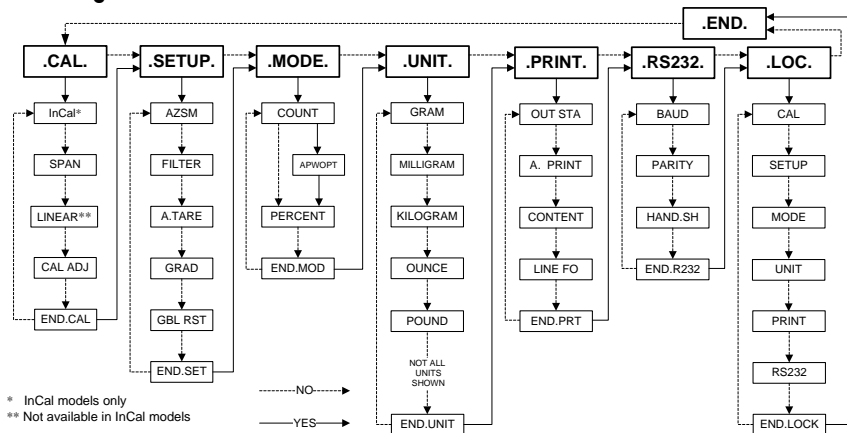 .END.
.CAL.
InCal*
SPAN
LINEAR**
CAL ADJ
END.CAL
.SETUP.
AZSM
FILTER
A.TARE
GRAD
GBL RST
END.SET
.MODE.
COUNT
APWOPT
PERCENT
END.MOD
.UNIT.
GRAM
MILLIGRAM
KILOGRAM
OUNCE
POUND
NOT ALL
UNITS
SHOWN
END.UNIT
.PRINT.
OUT STA
A. PRINT
CONTENT
LINE FO
END.PRT
.RS232.
BAUD
PARITY
HAND.SH
END.R232
.LOC.
CAL
SETUP
MODE
UNIT
PRINT
RS232
END.LOCK
NO
YES
* InCal models only
** Not available in InCal models